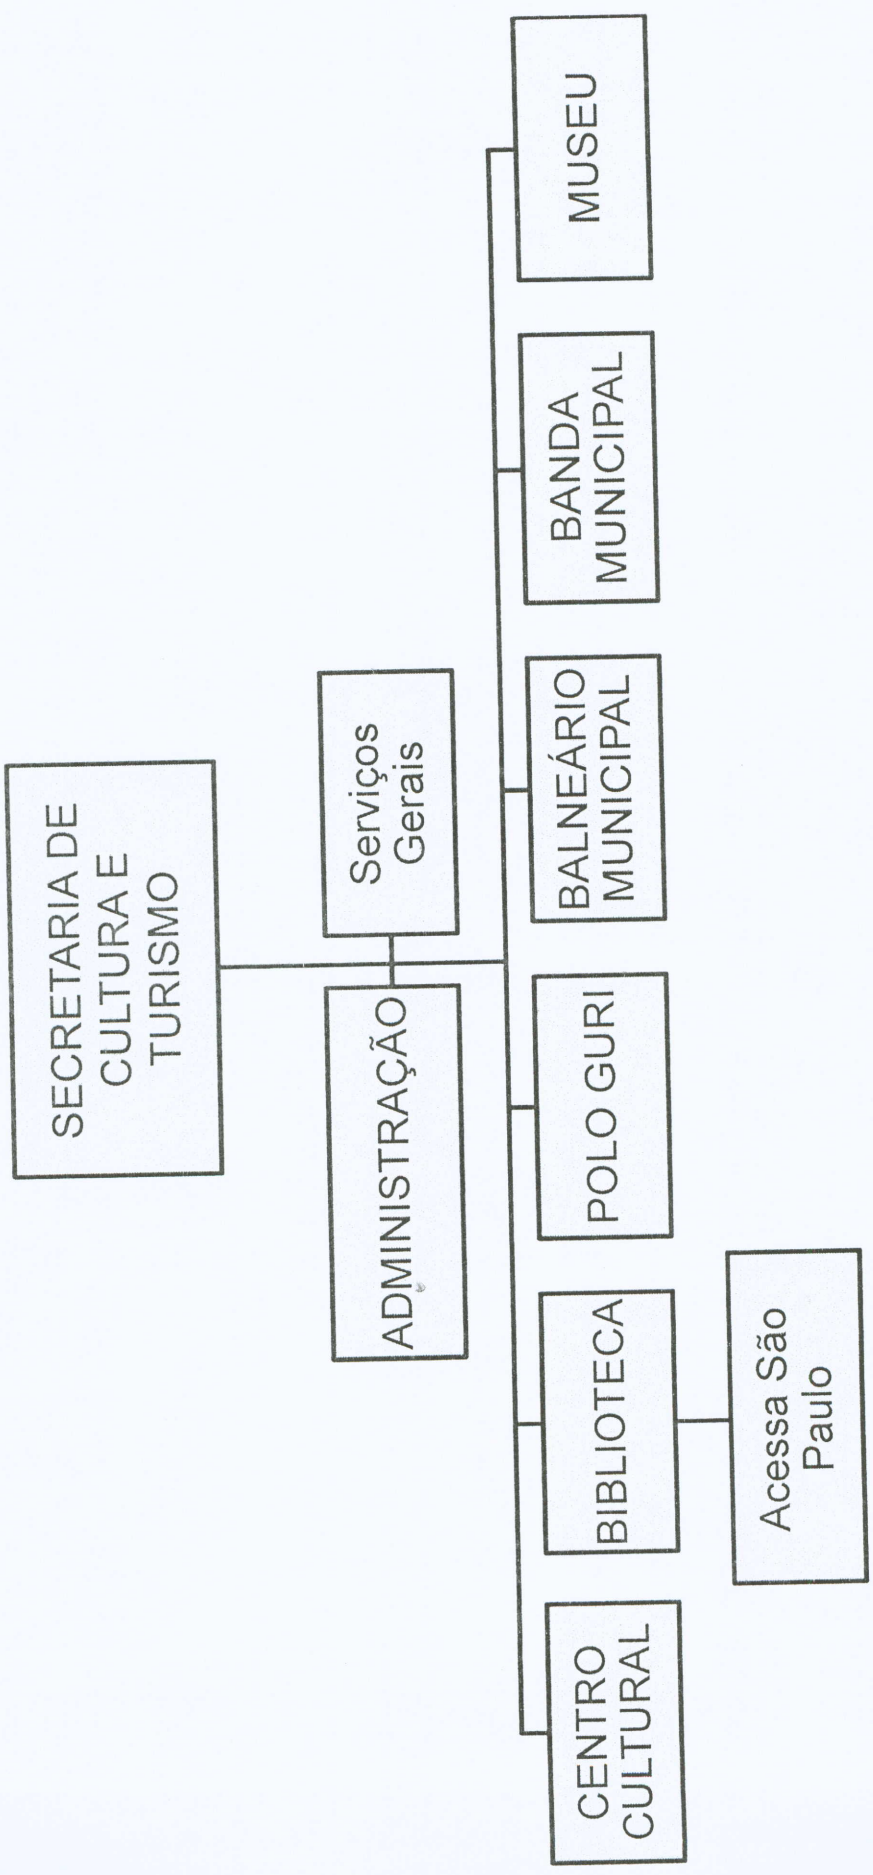 SECRETARIA DE
CULTURA E
TURISMO
ADMINISTRAÇÃO
Serviços
Gerais
CENTRO
CULTURAL
BIBLIOTECA
POLO GURI
BALNEÁRIO
MUNICIPAL
BANDA
MUNICIPAL
MUSEU
Acessa São
Paulo